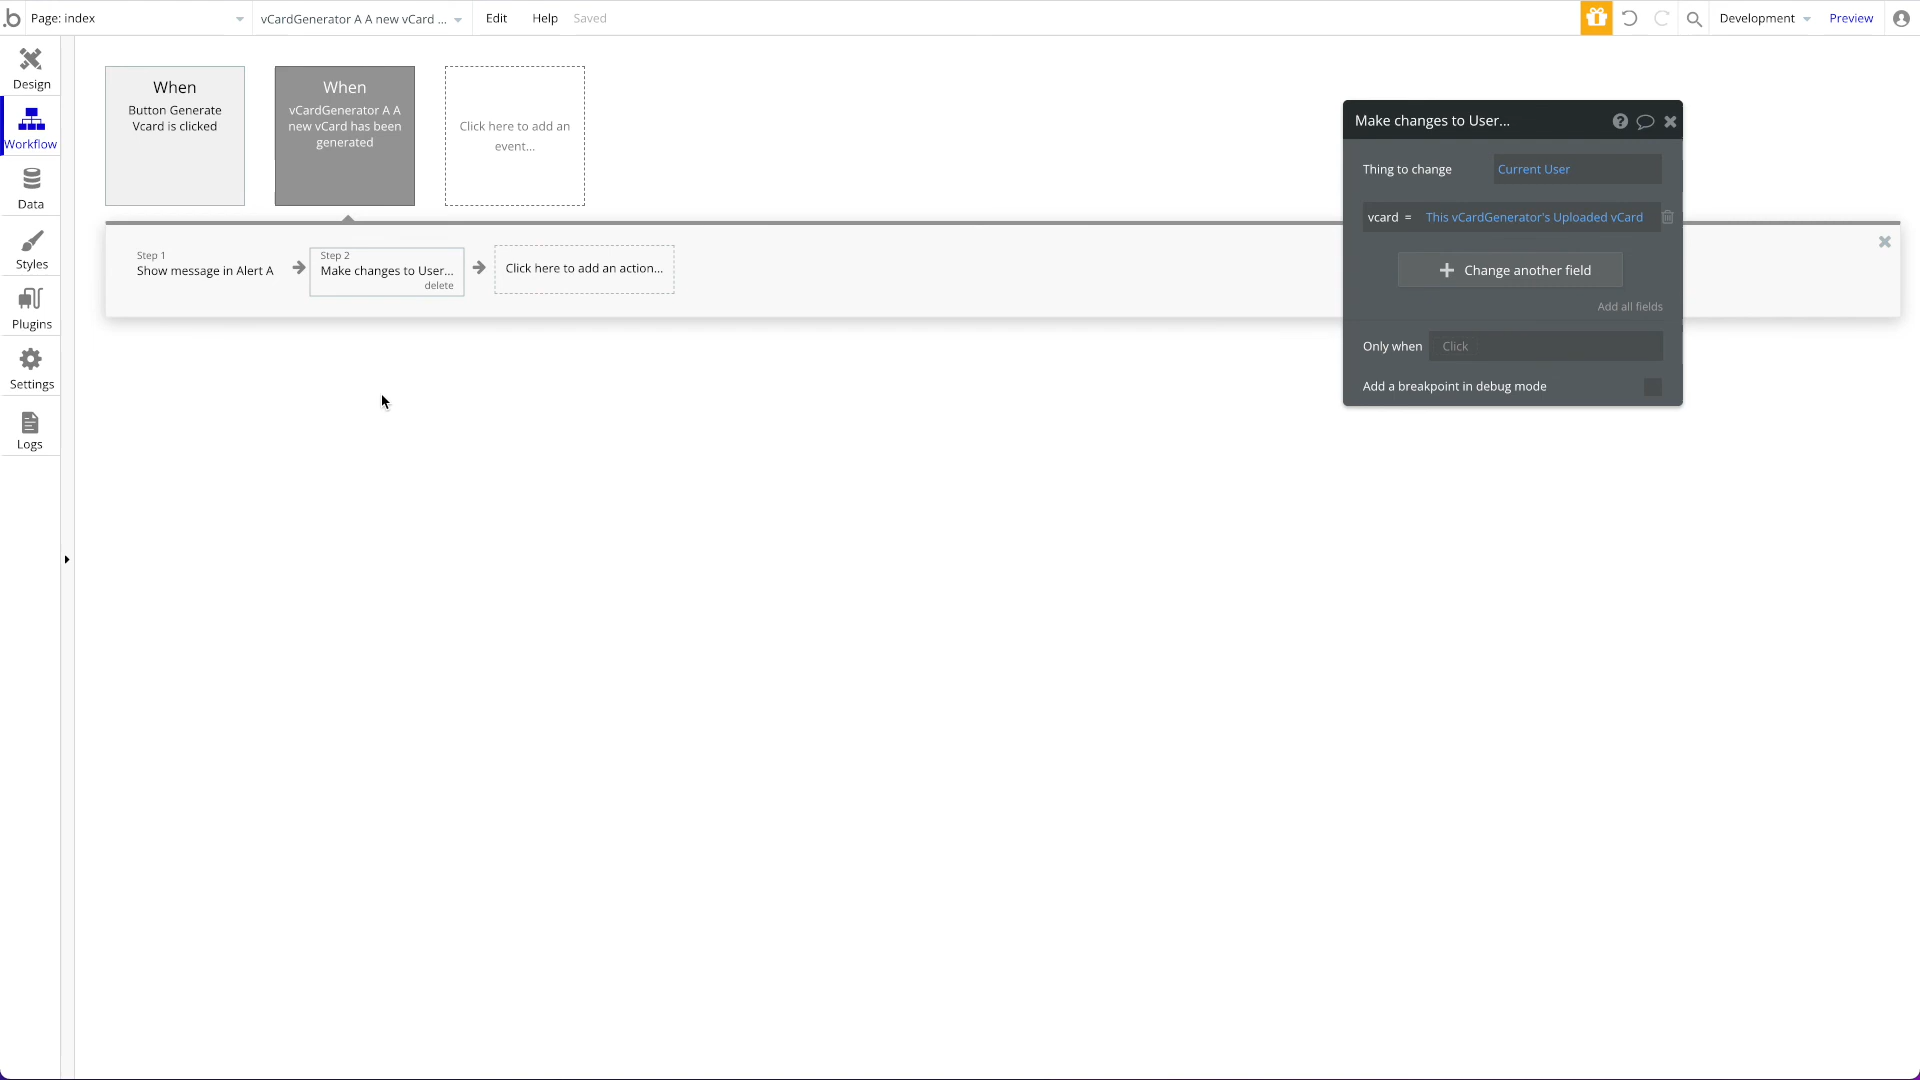 .b Page: index
vCardGenerator A A new vCard ...
Edit
Help
Saved
Development
Preview
Design
Workflow
Data
Styles
Plugins
Settings
Logs
When
Button Generate
Vcard is clicked
When
vCardGenerator A A
new vCard has been
generated
Click here to add an
event...
Step 1
Show message in Alert A
Step 2
Make changes to User...
delete
Click here to add an action...
Make changes to User...
Thing to change
Current User
vcard = This vCardGenerator's Uploaded vCard
Change another field
Add all fields
Only when
Click
Add a breakpoint in debug mode